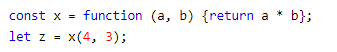 const x = function (a, b) {return a * b};
let z = x(4, 3);